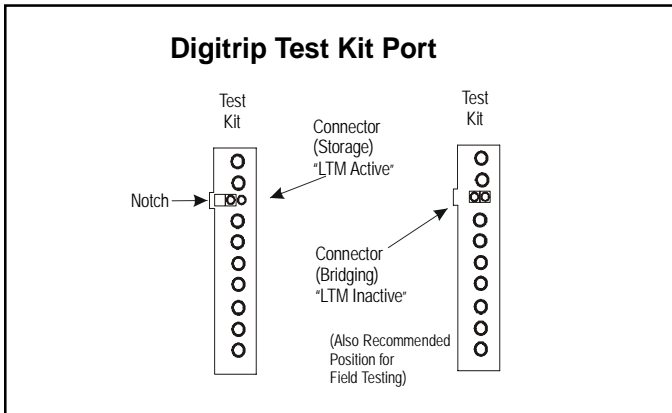 Digitrip Test Kit Port
Test
Kit
Connector
(Storage)
"LTM Active"
Notch
Test
Kit
Connector
(Bridging)
"LTM Inactive"
(Also Recommended
Position for
Field Testing)